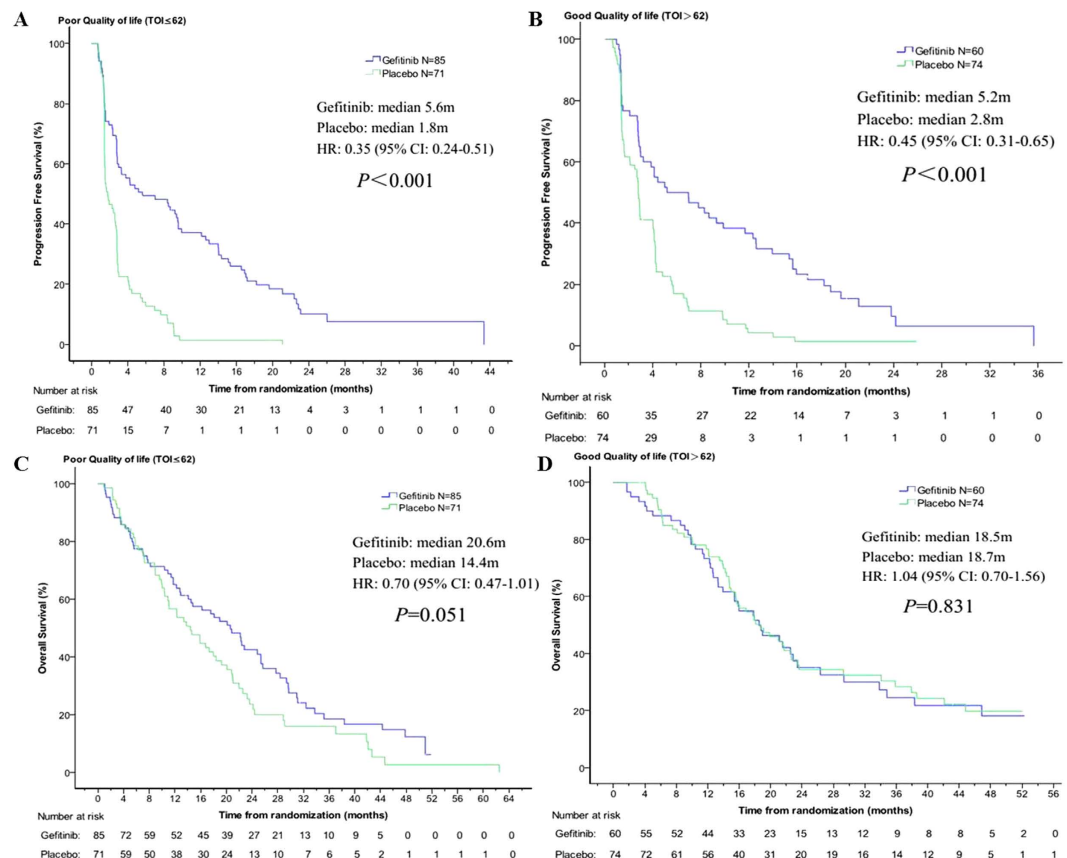 A
Poor Quality of life (TOI≤62)
Gefitinib N=85
Placebo N=71
Gefitinib: median 5.6m
Placebo: median 1.8m
HR: 0.35 (95% CI: 0.24-0.51)
P<0.001
Progression Free Survival (%)
100
80
60
40
20
0
0 4 8 12 16 20 24 28 32 36 40 44
Time from randomization (months)
Number at risk
Gefitinib: 85 47 40 30 21 13 4 3 1 1 1 0
Placebo: 71 15 7 1 1 1 0 0 0 0 0 0
B
Good Quality of life (TOI>62)
Gefitinib N=60
Placebo N=74
Gefitinib: median 5.2m
Placebo: median 2.8m
HR: 0.45 (95% CI: 0.31-0.65)
P<0.001
Progression Free Survival (%)
100
80
60
40
20
0
0 4 8 12 16 20 24 28 32 36
Time from randomization (months)
Number at risk
Gefitinib: 60 35 27 22 14 7 3 1 1 0
Placebo: 74 29 8 3 1 1 1 0 0 0
C
Poor Quality of life (TOI≤62)
Gefitinib N=85
Placebo N=71
Gefitinib: median 20.6m
Placebo: median 14.4m
HR: 0.70 (95% CI: 0.47-1.01)
P=0.051
Overall Survival (%)
100
80
60
40
20
0
0 4 8 12 16 20 24 28 32 36 40 44 48 52 56 60 64
Time from randomization (months)
Number at risk
Gefitinib: 85 72 59 52 45 39 27 21 13 10 9 5 0 0 0 0 0
Placebo: 71 59 50 38 30 24 13 10 7 6 5 2 1 1 1 1 0
D
Good Quality of life (TOI>62)
Gefitinib N=60
Placebo N=74
Gefitinib: median 18.5m
Placebo: median 18.7m
HR: 1.04 (95% CI: 0.70-1.56)
P=0.831
Overall Survival (%)
100
80
60
40
20
0
0 4 8 12 16 20 24 28 32 36 40 44 48 52 56
Time from randomization (months)
Number at risk
Gefitinib: 60 55 52 44 33 23 15 13 12 9 8 8 5 2 0
Placebo: 74 72 61 56 40 31 20 19 16 14 12 9 5 1 1